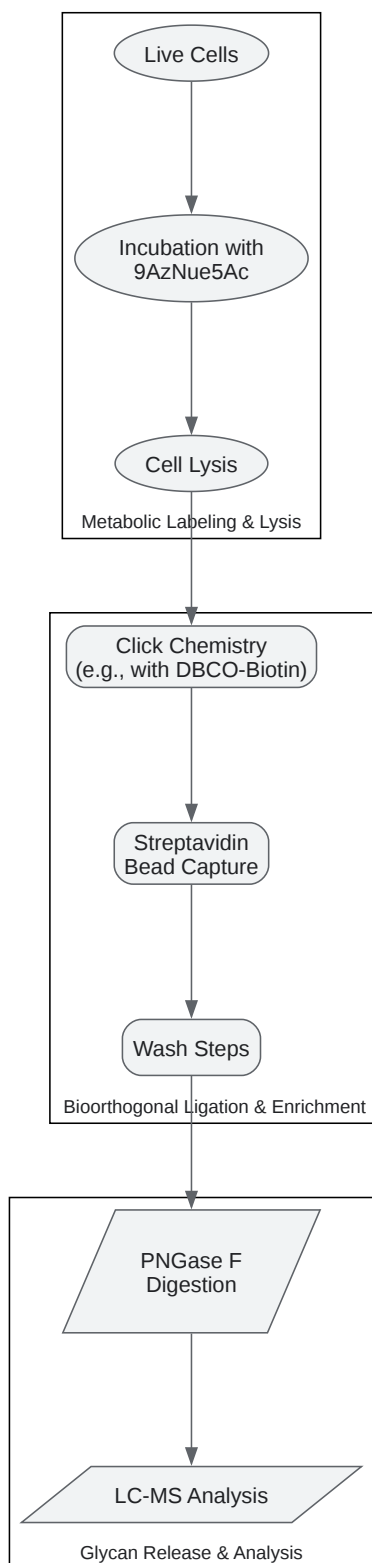 Live Cells
Incubation with
9AzNue5Ac
Cell Lysis
Metabolic Labeling & Lysis
Click Chemistry
(e.g., with DBCO-Biotin)
Streptavidin
Bead Capture
Wash Steps
Bioorthogonal Ligation & Enrichment
PNGase F
Digestion
LC-MS Analysis
Glycan Release & Analysis